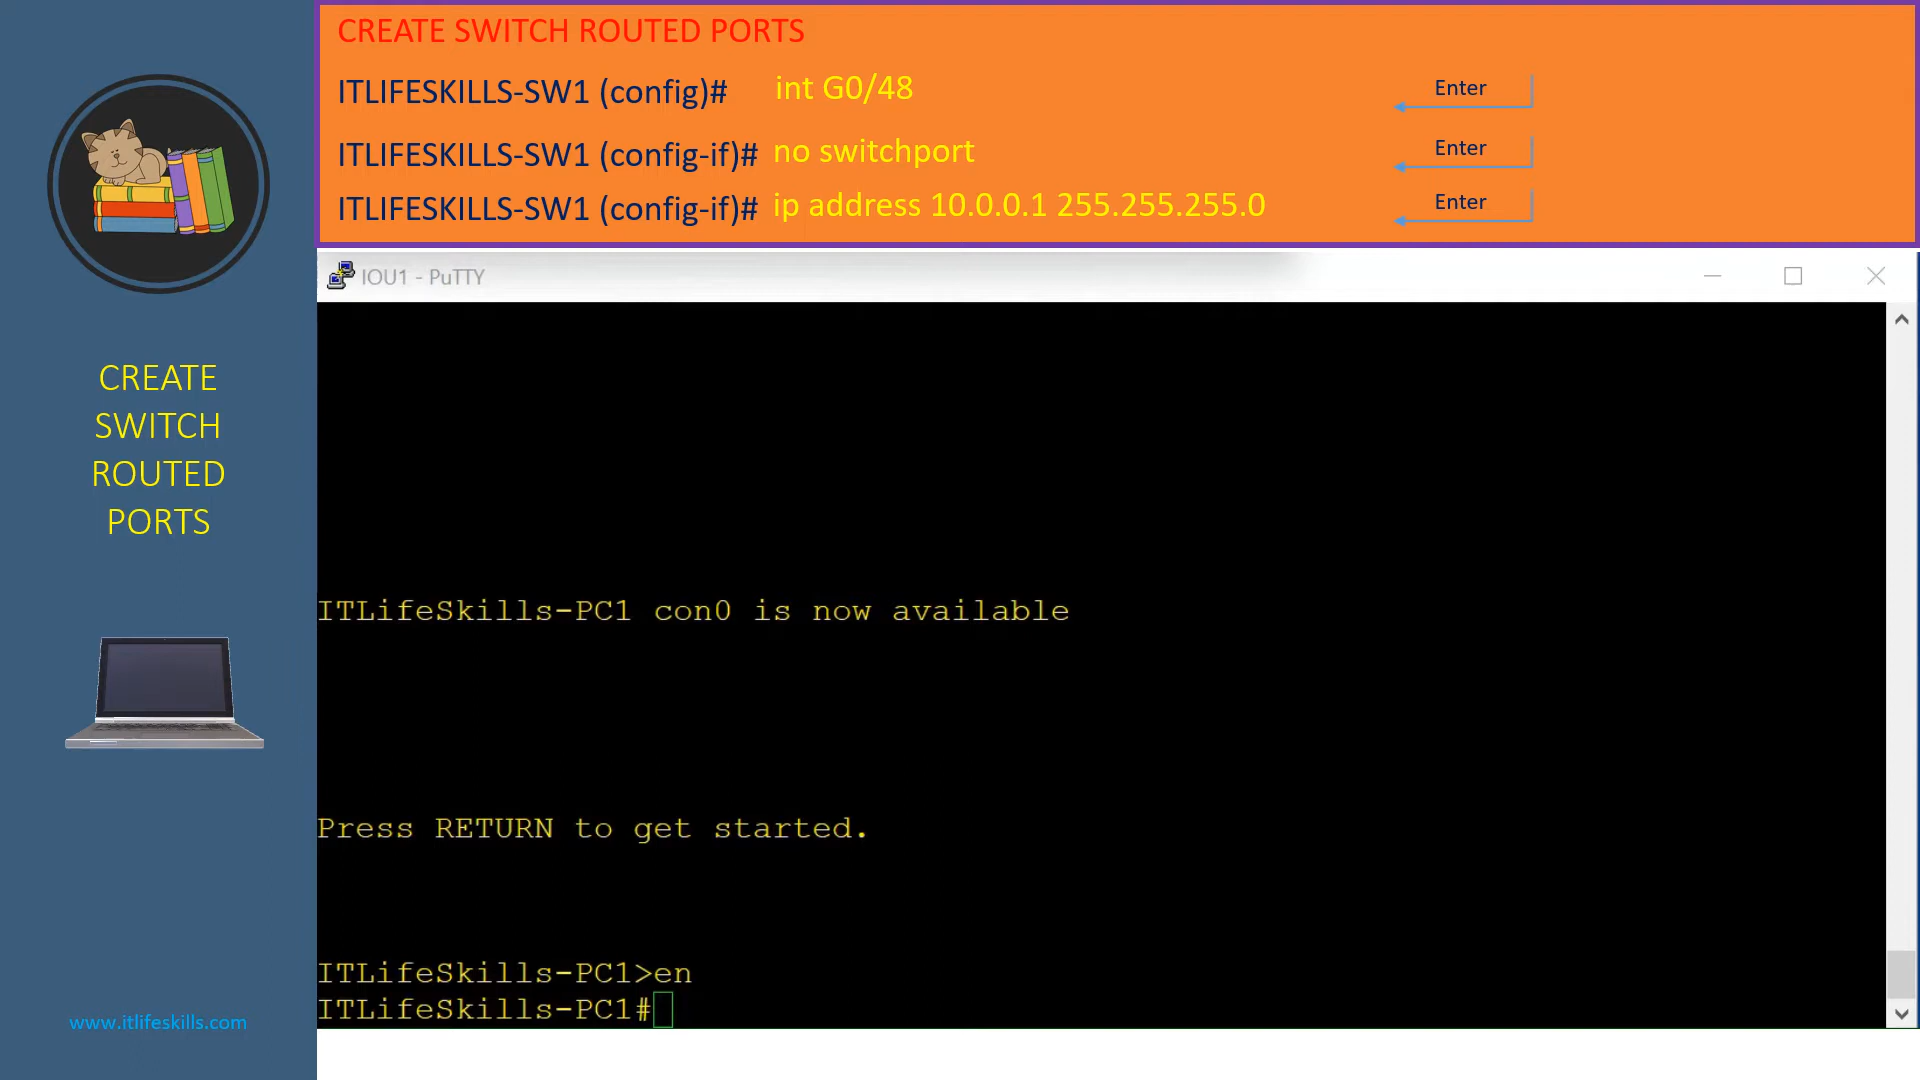 CREATE SWITCH ROUTED PORTS
ITLIFESKILLS-SW1 (config)# int G0/48 Enter
ITLIFESKILLS-SW1 (config-if)# no switchport Enter
ITLIFESKILLS-SW1 (config-if)# ip address 10.0.0.1 255.255.255.0 Enter
CREATE
SWITCH
ROUTED
PORTS
www.itlifeskills.com
IOU1 - PuTTY
ITLifeSkills-PC1 con0 is now available
Press RETURN to get started.
ITLifeSkills-PC1>en
ITLifeSkills-PC1#